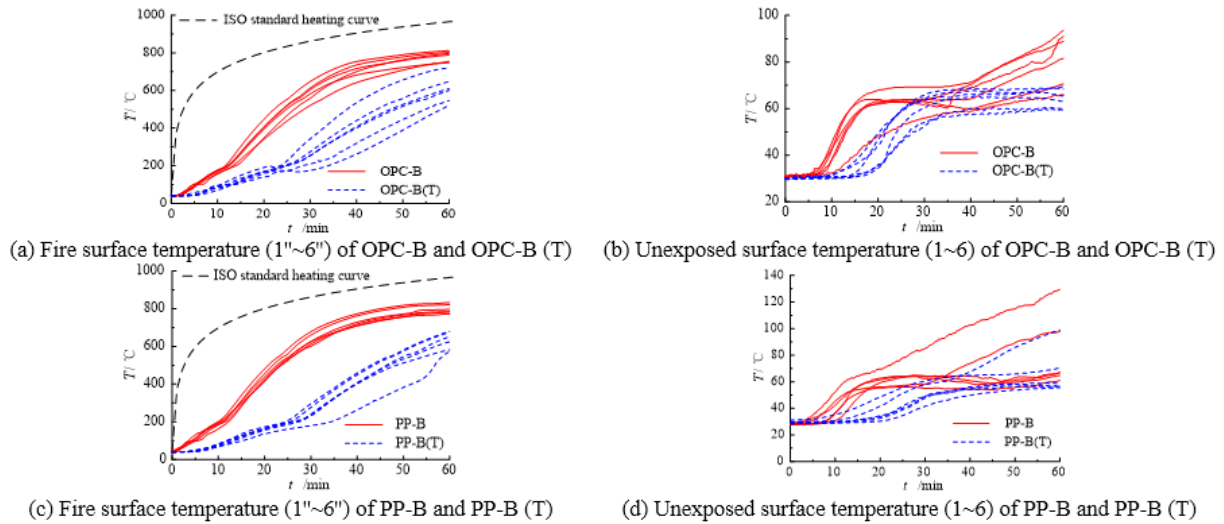 1000
800
600
400
200
0
T/ ℃
ISO standard heating curve
OPC-B
OPC-B(T)
0 10 20 30 40 50 60
t /min
100
80
60
40
20
T/ ℃
OPC-B
OPC-B(T)
0 10 20 30 40 50 60
t /min
(a) Fire surface temperature (1"~6") of OPC-B and OPC-B (T)
(b) Unexposed surface temperature (1~6) of OPC-B and OPC-B (T)
1000
800
600
400
200
0
T/ ℃
ISO standard heating curve
PP-B
PP-B(T)
0 10 20 30 40 50 60
t /min
140
120
100
80
60
40
20
0
T/ ℃
PP-B
PP-B(T)
0 10 20 30 40 50 60
t /min
(c) Fire surface temperature (1"~6") of PP-B and PP-B (T)
(d) Unexposed surface temperature (1~6) of PP-B and PP-B (T)